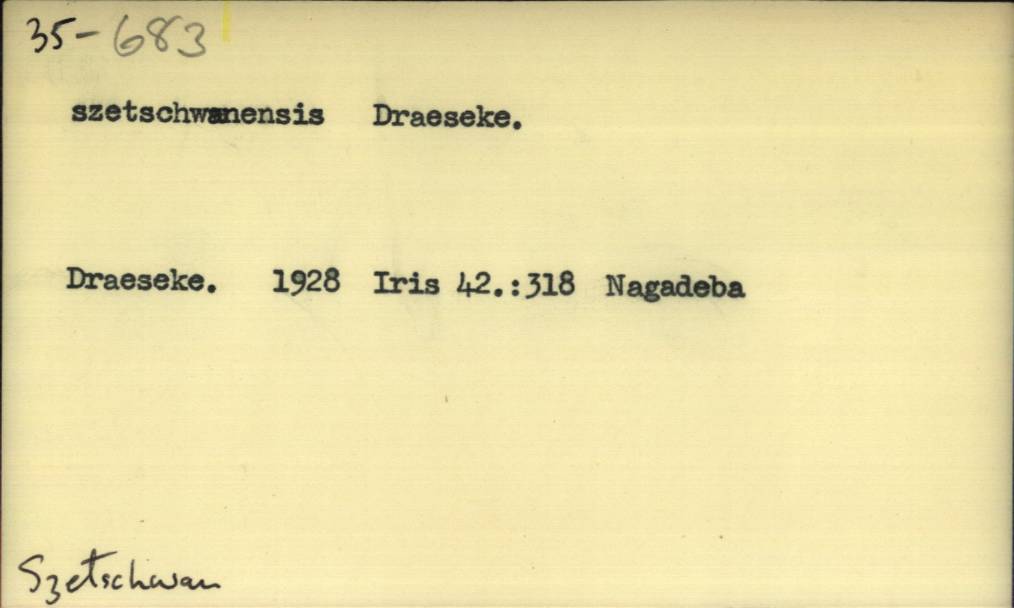 35-683
szetschwanensis Draeseke.
Draeseke. 1928 Iris 42.:318 Nagadeba
Szetschwan